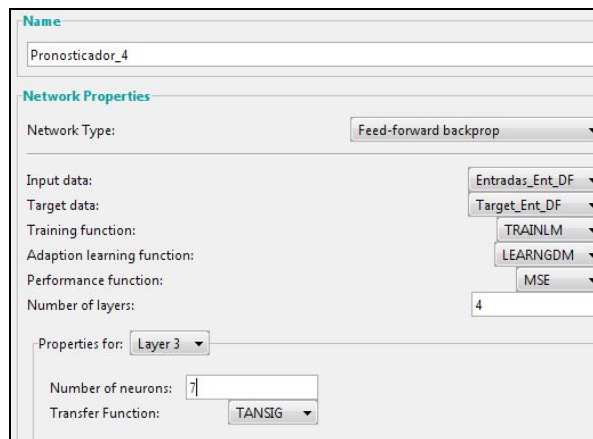 Name
Pronosticador_4
Network Properties
Network Type: Feed-forward backprop
Input data: Entradas_Ent_DF
Target data: Target_Ent_DF
Training function: TRAINLM
Adaption learning function: LEARNGDM
Performance function: MSE
Number of layers: 4
Properties for: Layer 3
Number of neurons: 7
Transfer Function: TANSIG